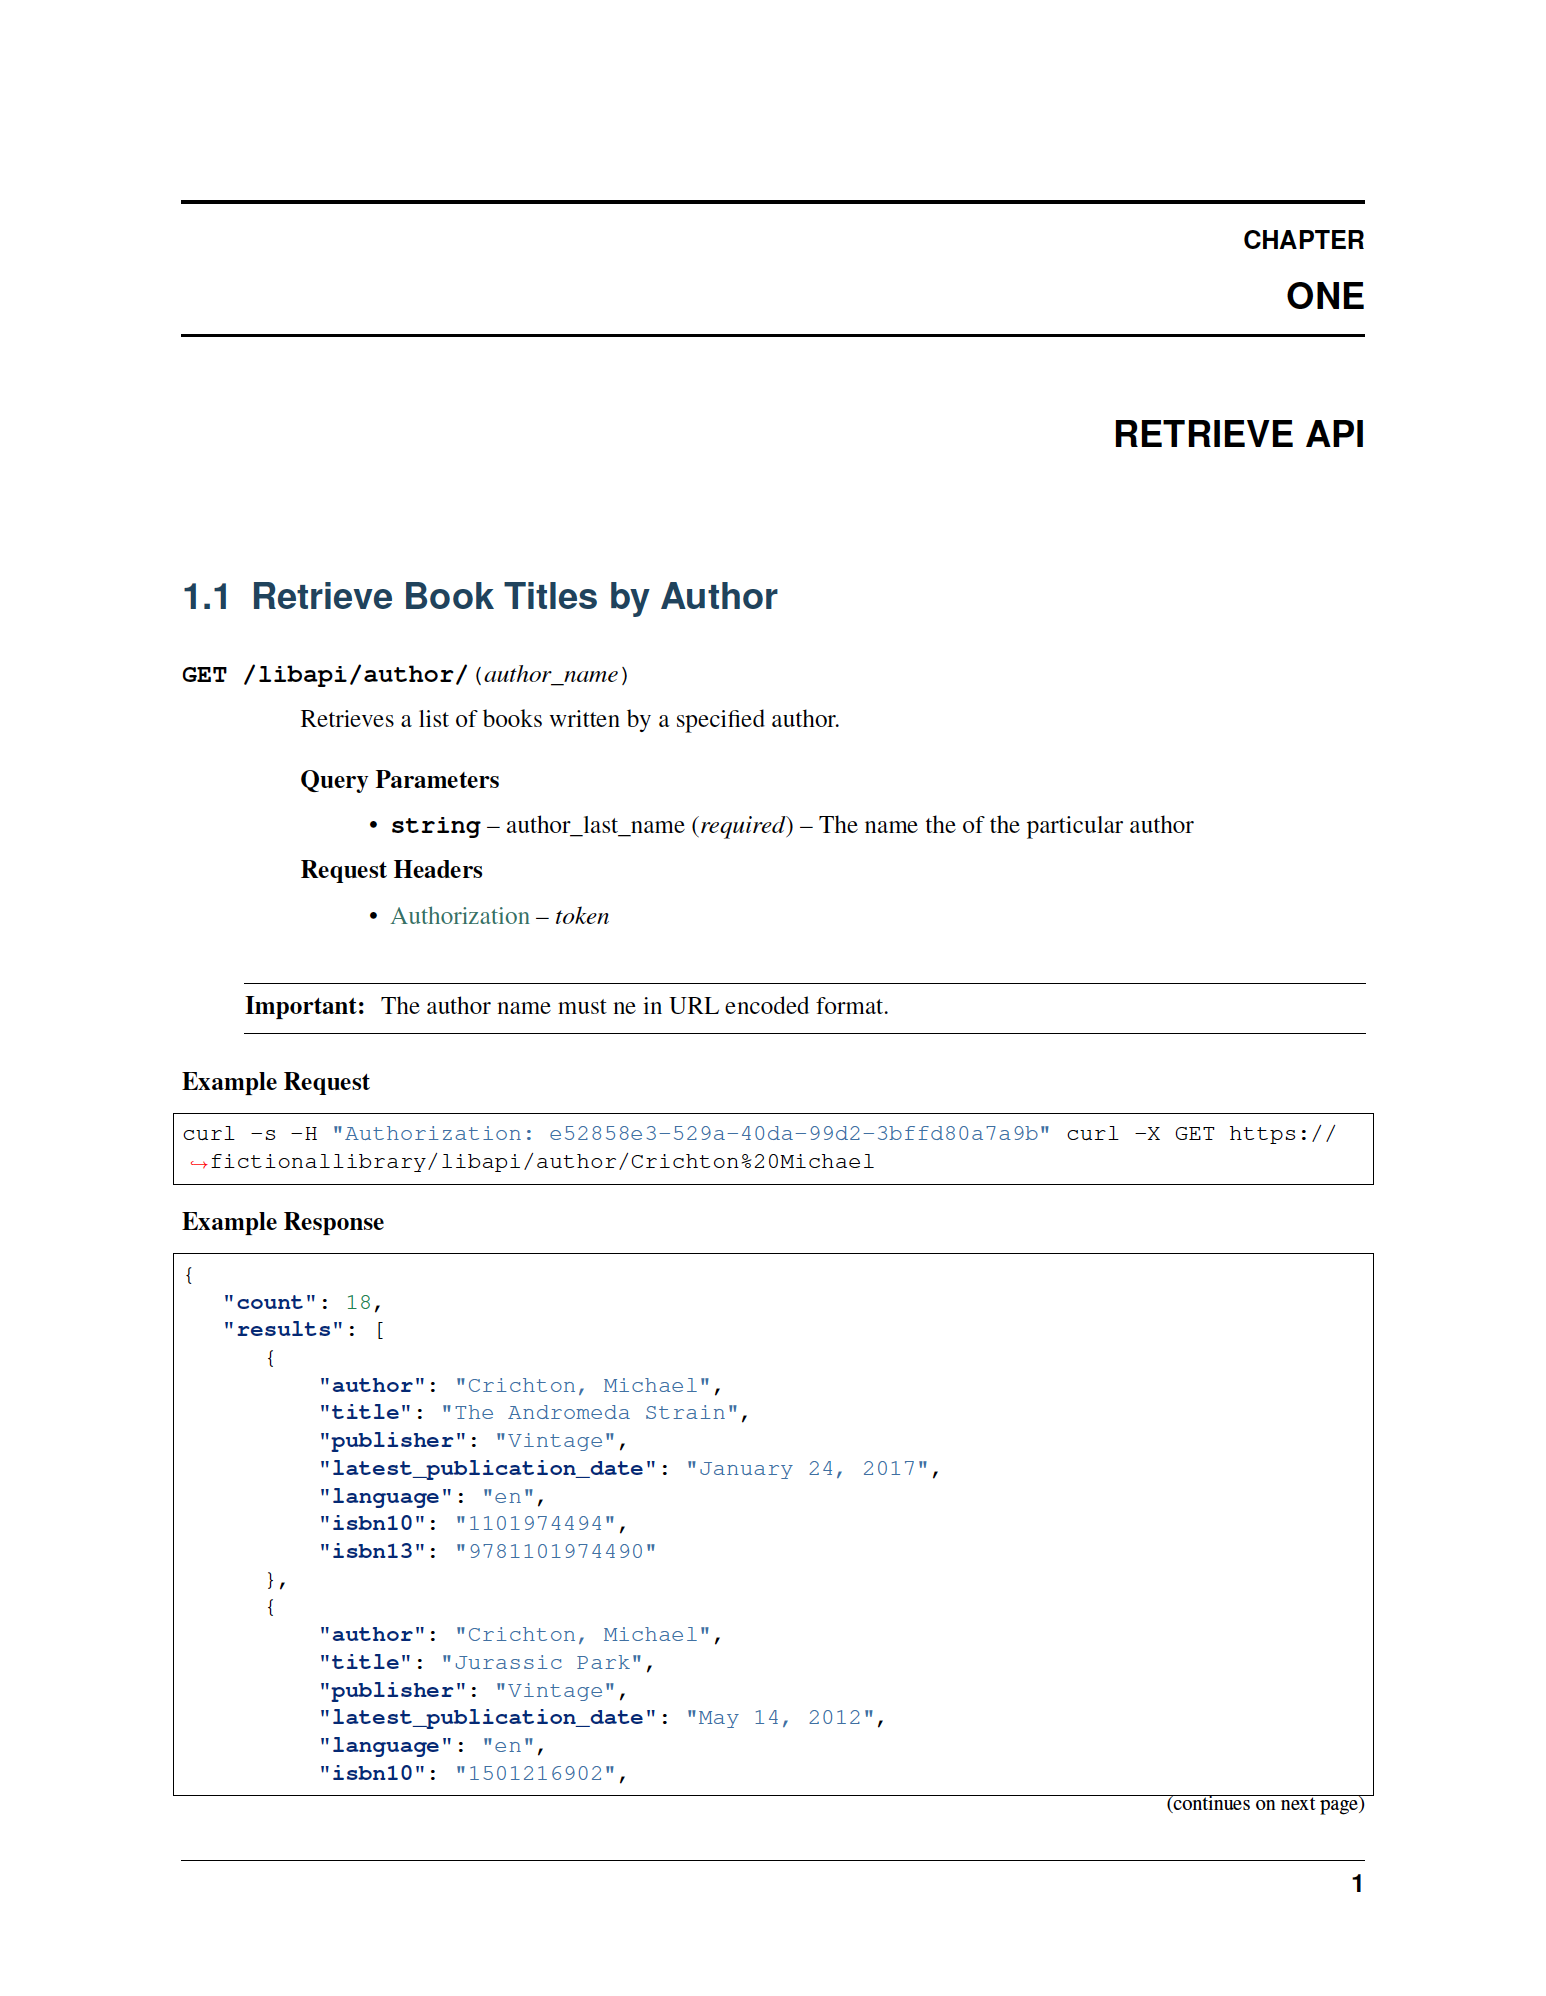 CHAPTER
ONE
RETRIEVE API
1.1 Retrieve Book Titles by Author
GET /libapi/author/(author_name)
Retrieves a list of books written by a specified author.
Query Parameters
• string – author_last_name (required) – The name the of the particular author
Request Headers
• Authorization – token
Important: The author name must ne in URL encoded format.
Example Request
curl -s -H "Authorization: e52858e3-529a-40da-99d2-3bffd80a7a9b" curl -X GET https://
↪fictionallibrary/libapi/author/Crichton%20Michael
Example Response
{
"count": 18,
"results": [
{
"author": "Crichton, Michael",
"title": "The Andromeda Strain",
"publisher": "Vintage",
"latest_publication_date": "January 24, 2017",
"language": "en",
"isbn10": "1101974494",
"isbn13": "9781101974490"
},
{
"author": "Crichton, Michael",
"title": "Jurassic Park",
"publisher": "Vintage",
"latest_publication_date": "May 14, 2012",
"language": "en",
"isbn10": "1501216902",
(continues on next page)
1